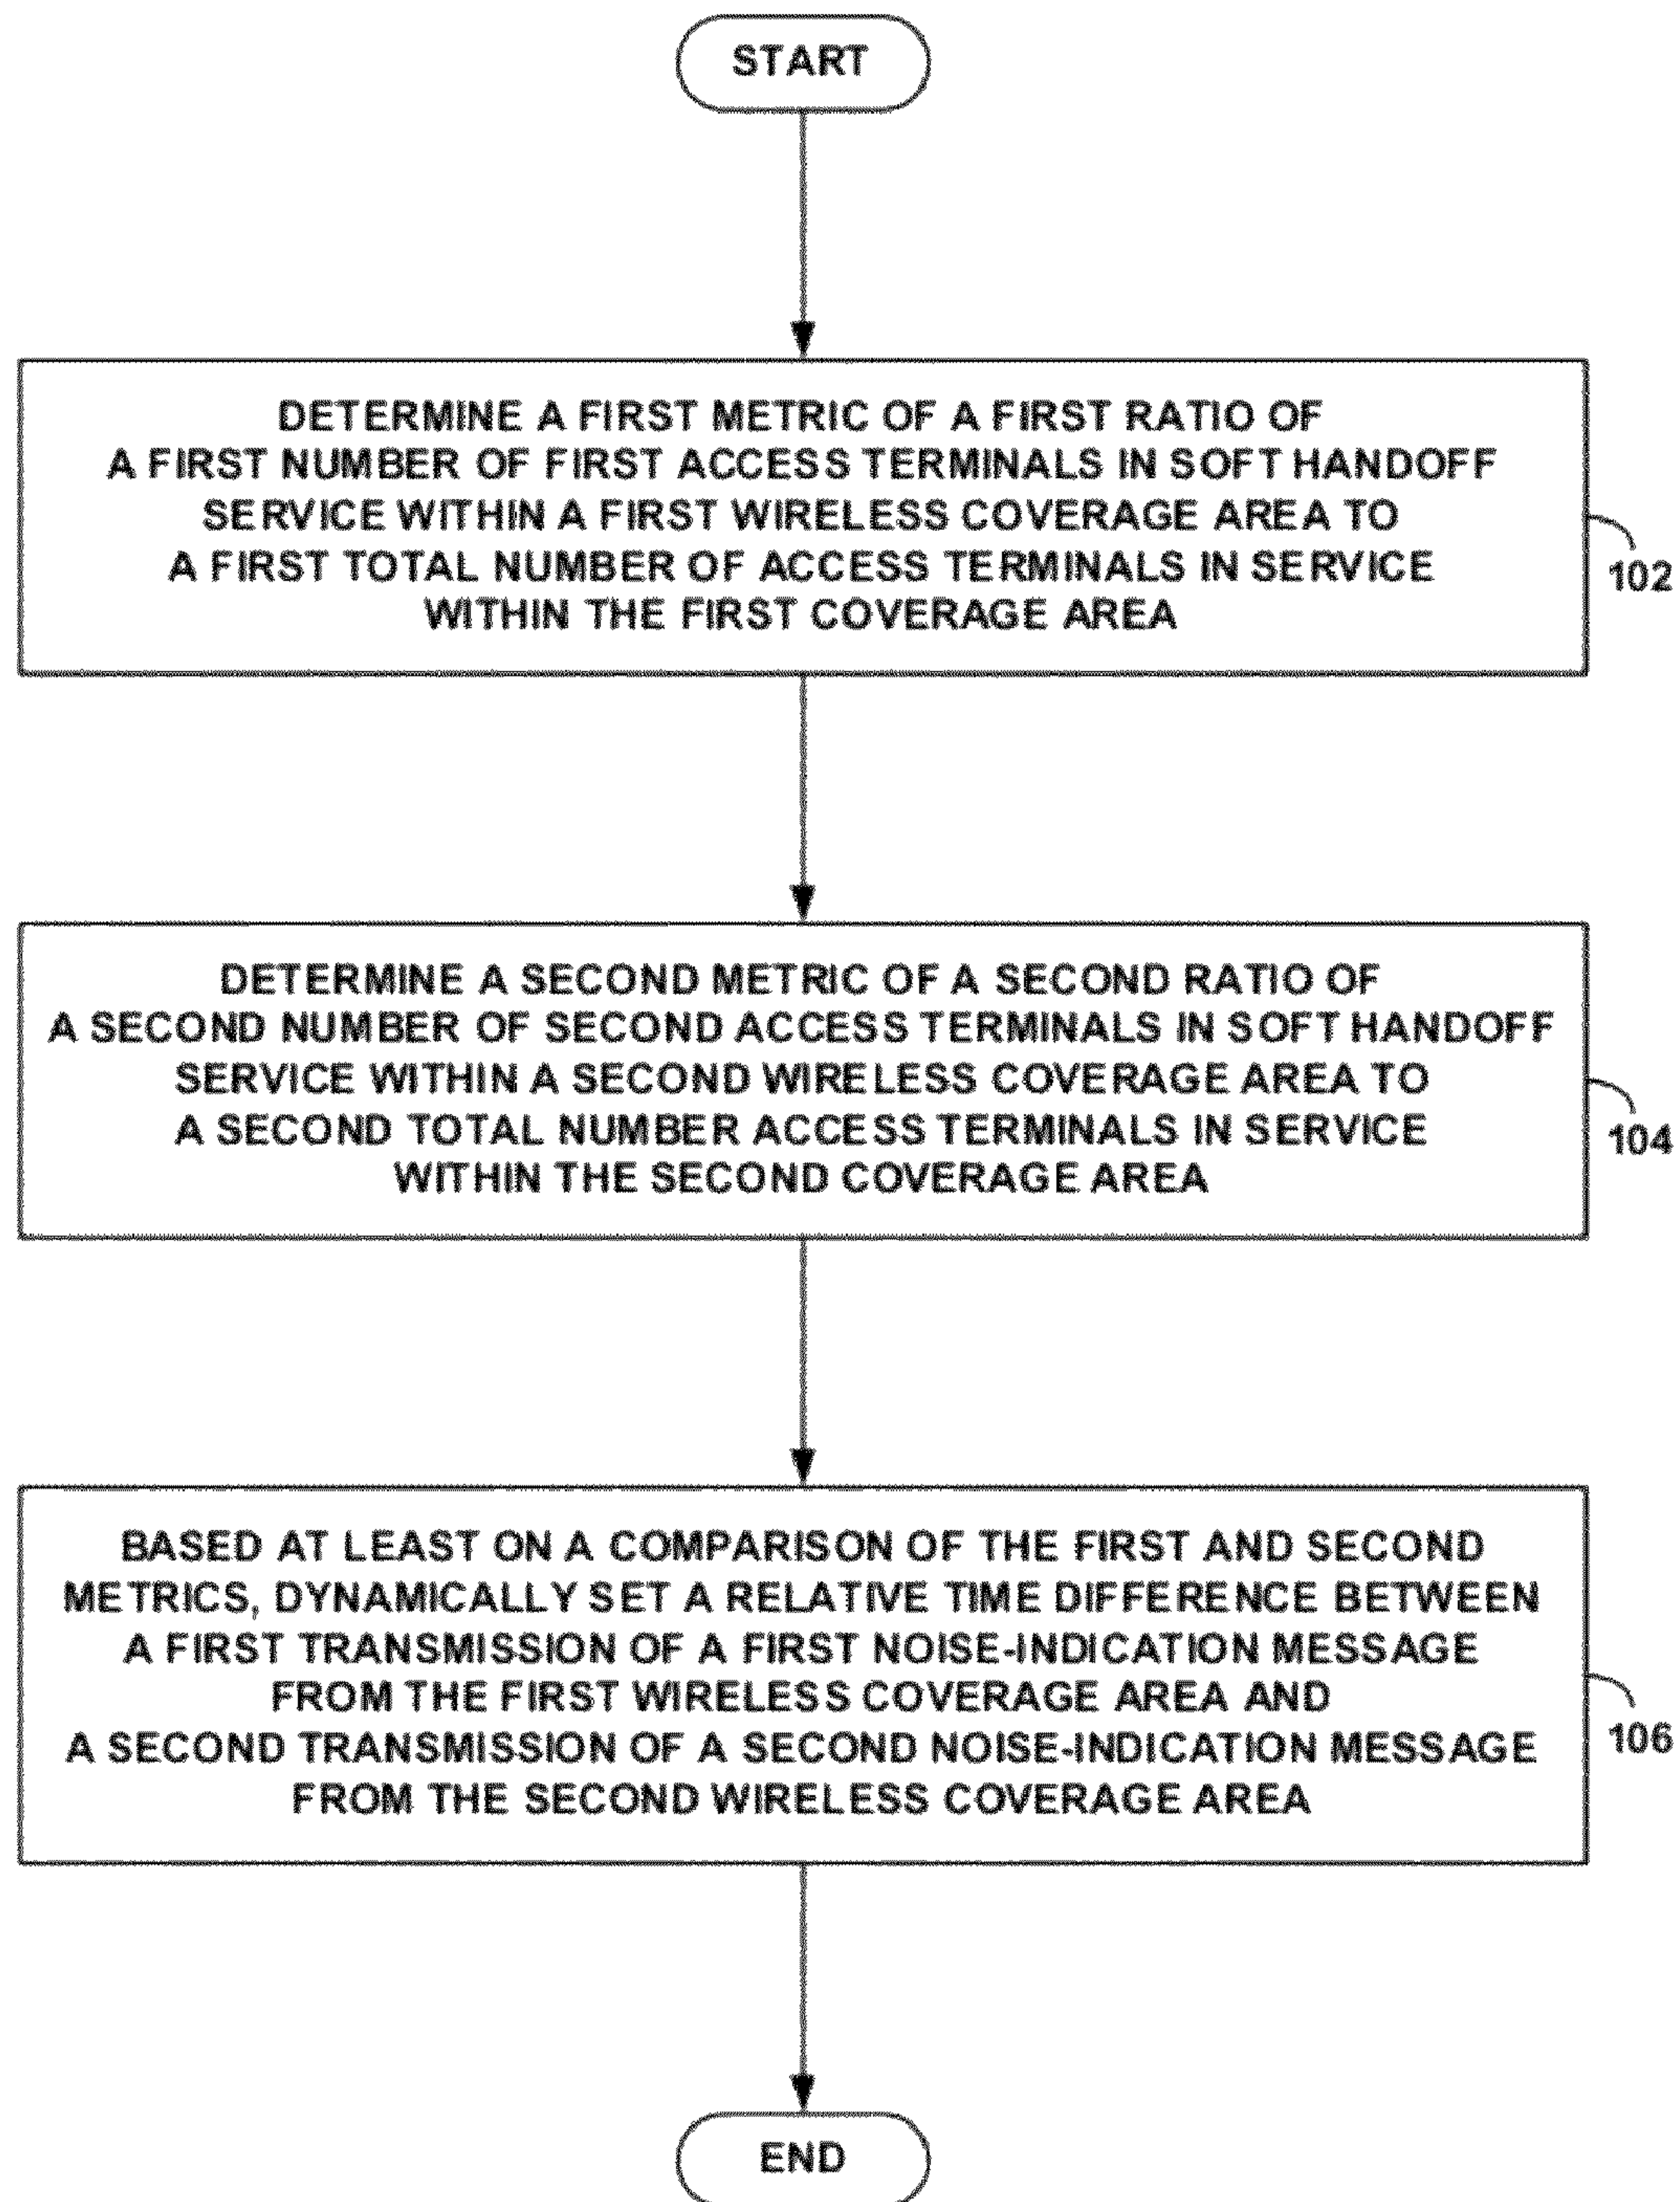 START
DETERMINE A FIRST METRIC OF A FIRST RATIO OF
A FIRST NUMBER OF FIRST ACCESS TERMINALS IN SOFT HANDOFF
SERVICE WITHIN A FIRST WIRELESS COVERAGE AREA TO
A FIRST TOTAL NUMBER OF ACCESS TERMINALS IN SERVICE
WITHIN THE FIRST COVERAGE AREA
102
DETERMINE A SECOND METRIC OF A SECOND RATIO OF
A SECOND NUMBER OF SECOND ACCESS TERMINALS IN SOFT HANDOFF
SERVICE WITHIN A SECOND WIRELESS COVERAGE AREA TO
A SECOND TOTAL NUMBER ACCESS TERMINALS IN SERVICE
WITHIN THE SECOND COVERAGE AREA
104
BASED AT LEAST ON A COMPARISON OF THE FIRST AND SECOND
METRICS, DYNAMICALLY SET A RELATIVE TIME DIFFERENCE BETWEEN
A FIRST TRANSMISSION OF A FIRST NOISE-INDICATION MESSAGE
FROM THE FIRST WIRELESS COVERAGE AREA AND
A SECOND TRANSMISSION OF A SECOND NOISE-INDICATION MESSAGE
FROM THE SECOND WIRELESS COVERAGE AREA
106
END